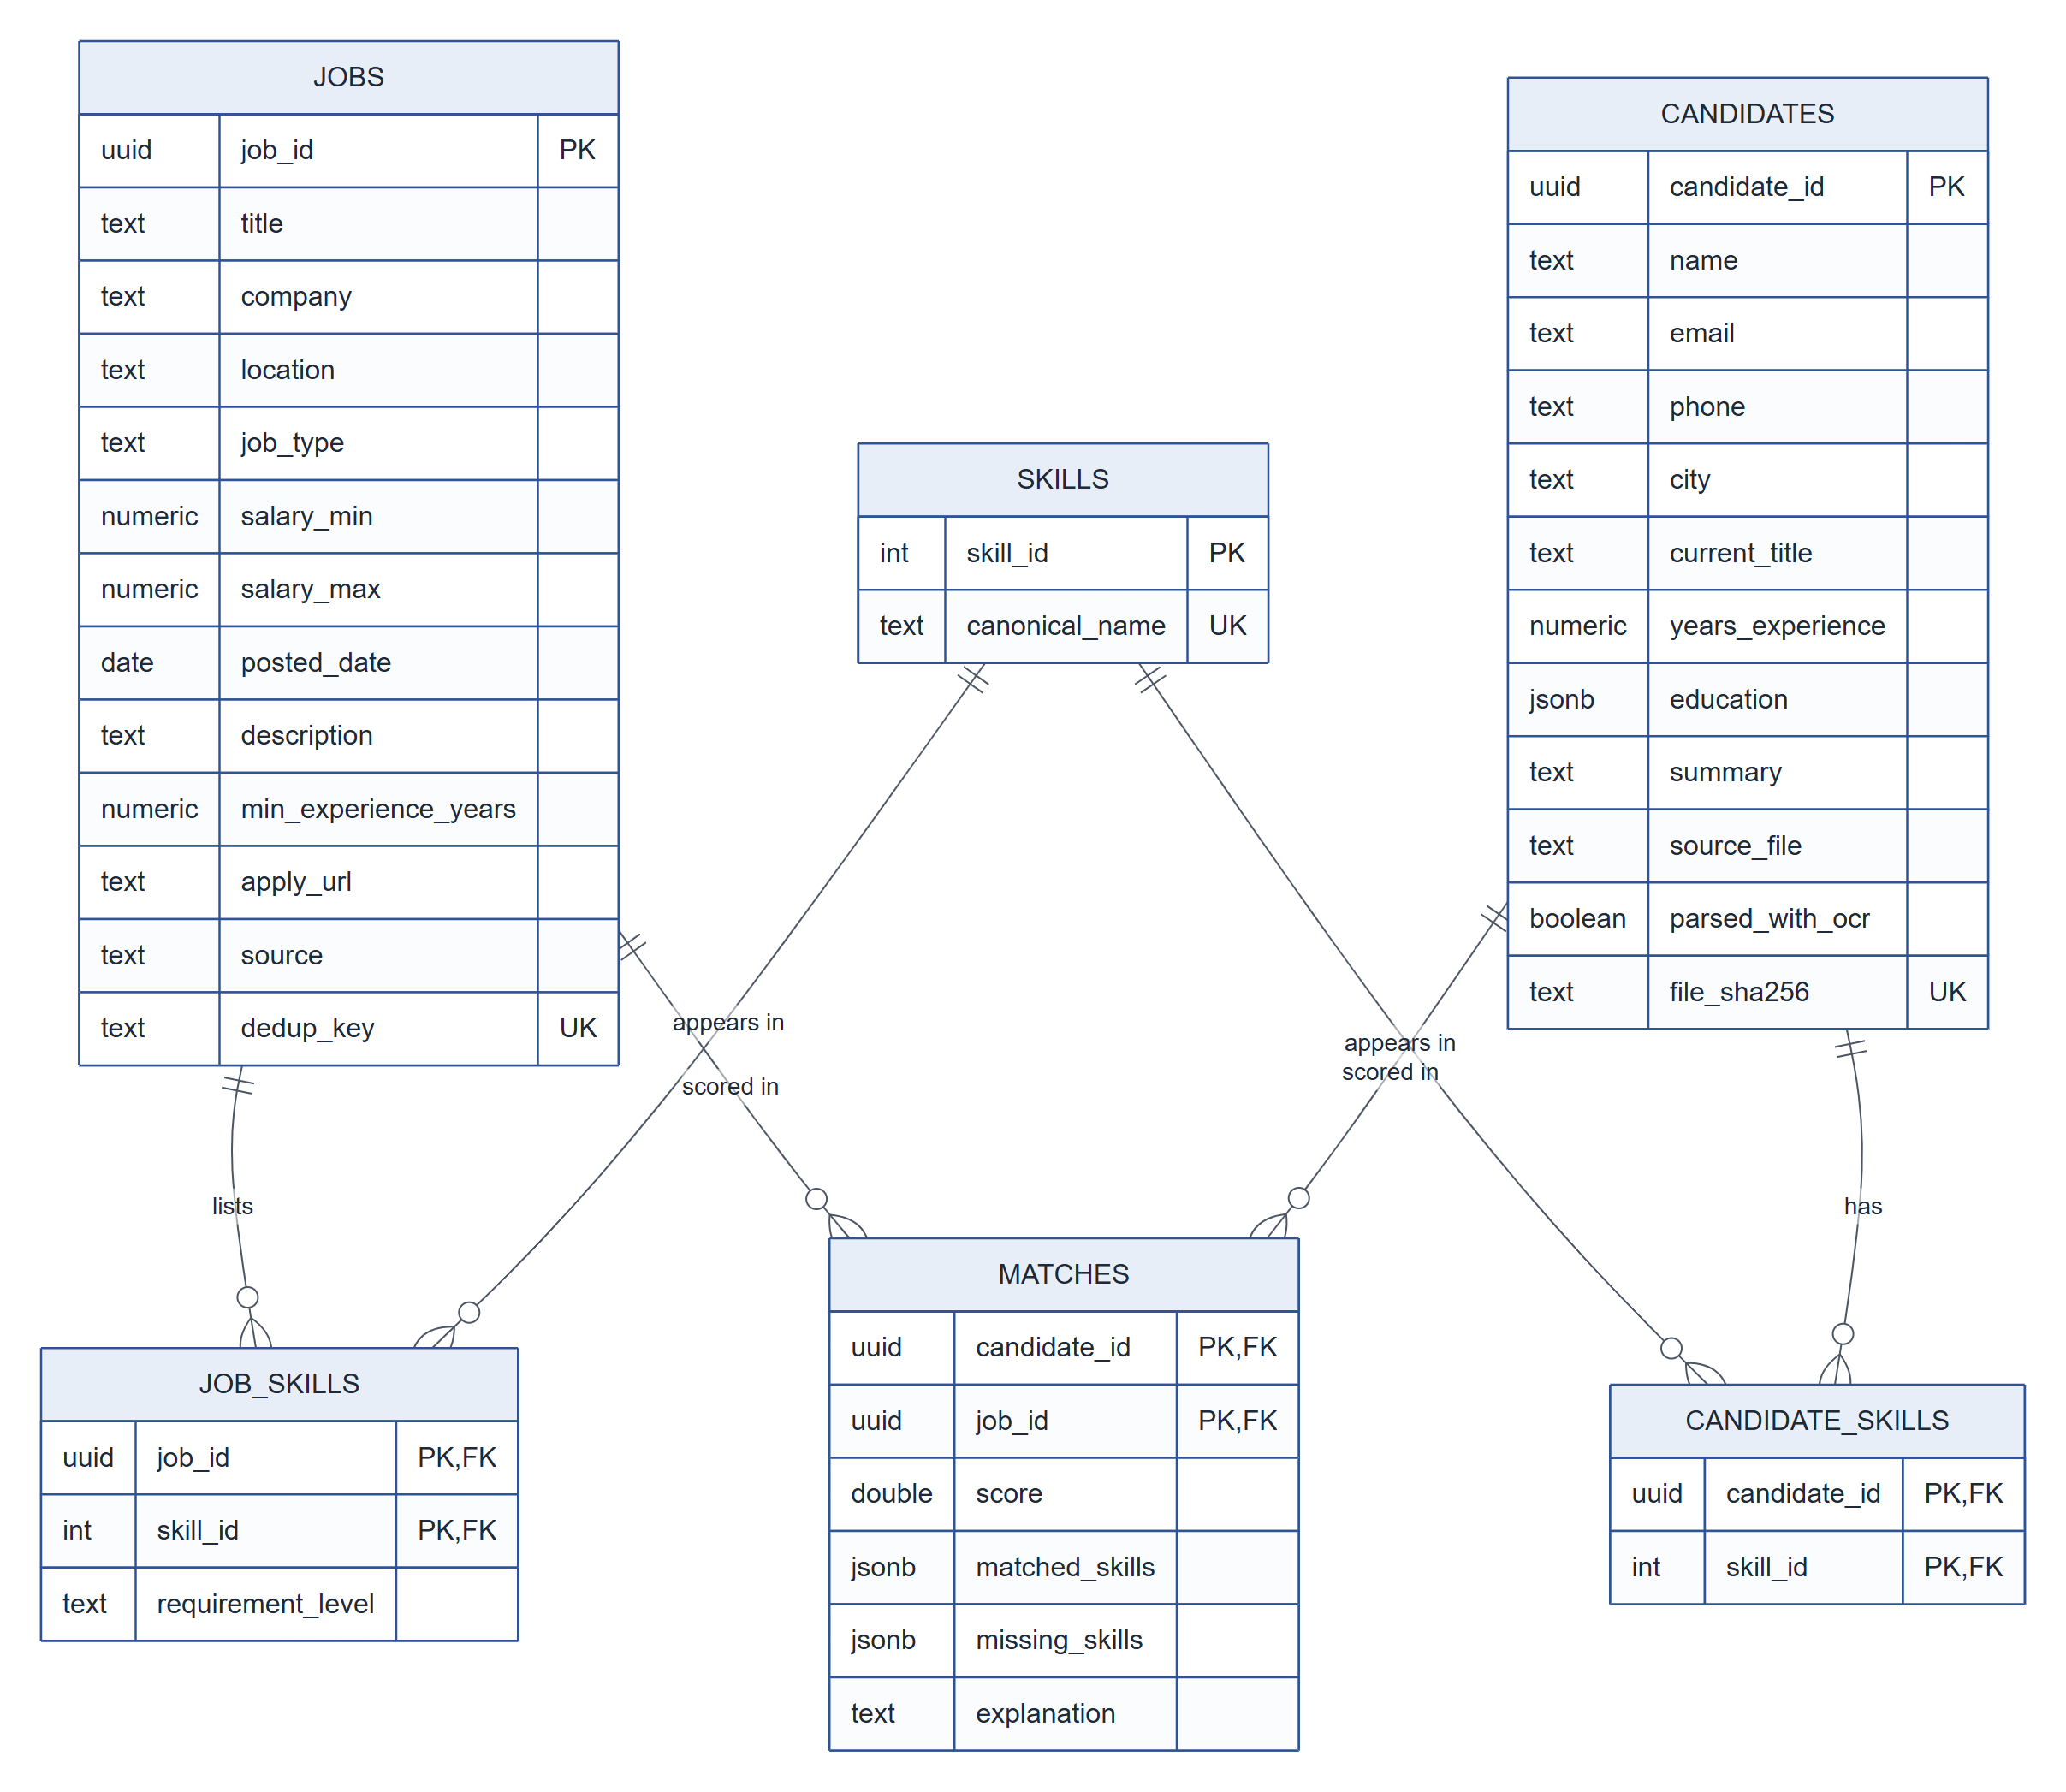 JOBS
uuid job_id PK
text title
text company
text location
text job_type
numeric salary_min
numeric salary_max
date posted_date
text description
numeric min_experience_years
text apply_url
text source
text dedup_key UK
CANDIDATES
uuid candidate_id PK
text name
text email
text phone
text city
text current_title
numeric years_experience
jsonb education
text summary
text source_file
boolean parsed_with_ocr
text file_sha256 UK
SKILLS
int skill_id PK
text canonical_name UK
appears in
scored in
appears in
scored in
lists
has
JOB_SKILLS
uuid job_id PK,FK
int skill_id PK,FK
text requirement_level
MATCHES
uuid candidate_id PK,FK
uuid job_id PK,FK
double score
jsonb matched_skills
jsonb missing_skills
text explanation
CANDIDATE_SKILLS
uuid candidate_id PK,FK
int skill_id PK,FK